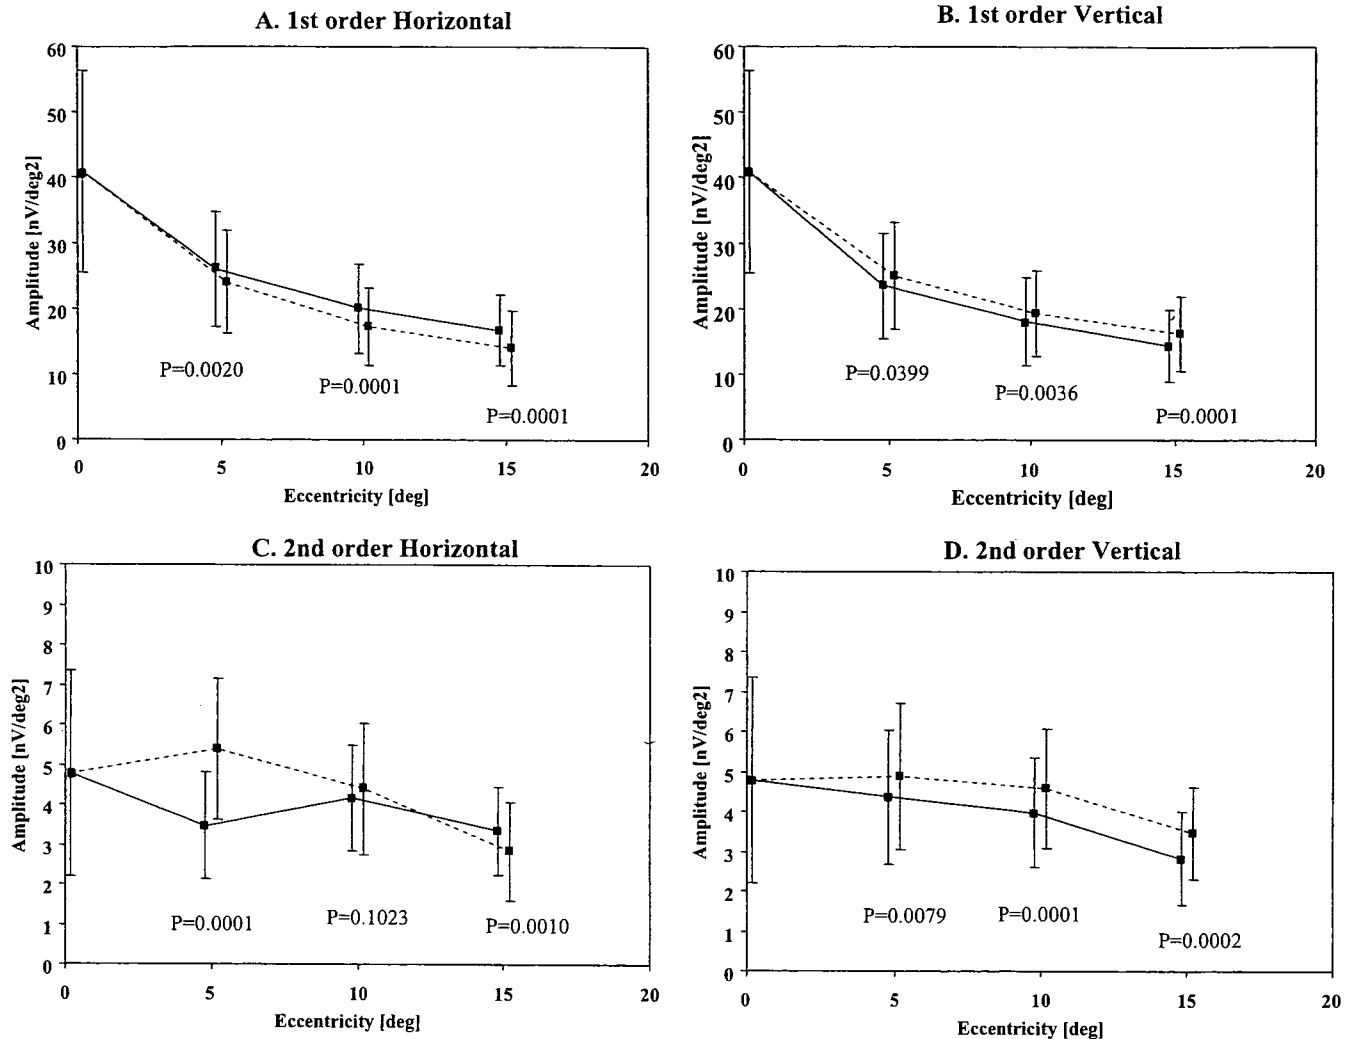 A. 1st order Horizontal
60
50
40
30
20
10
0
Amplitude [nV/deg2]
P=0.0020
P=0.0001
P=0.0001
0 5 10 15 20
Eccentricity [deg]
B. 1st order Vertical
60
50
40
30
20
10
0
Amplitude [nV/deg2]
P=0.0399
P=0.0036
P=0.0001
0 5 10 15 20
Eccentricity [deg]
C. 2nd order Horizontal
10
9
8
7
6
5
4
3
2
1
0
Amplitude [nV/deg2]
P=0.0001
P=0.1023
P=0.0010
0 5 10 15 20
Eccentricity [deg]
D. 2nd order Vertical
10
9
8
7
6
5
4
3
2
1
0
Amplitude [nV/deg2]
P=0.0079
P=0.0001
P=0.0002
0 5 10 15 20
Eccentricity [deg]